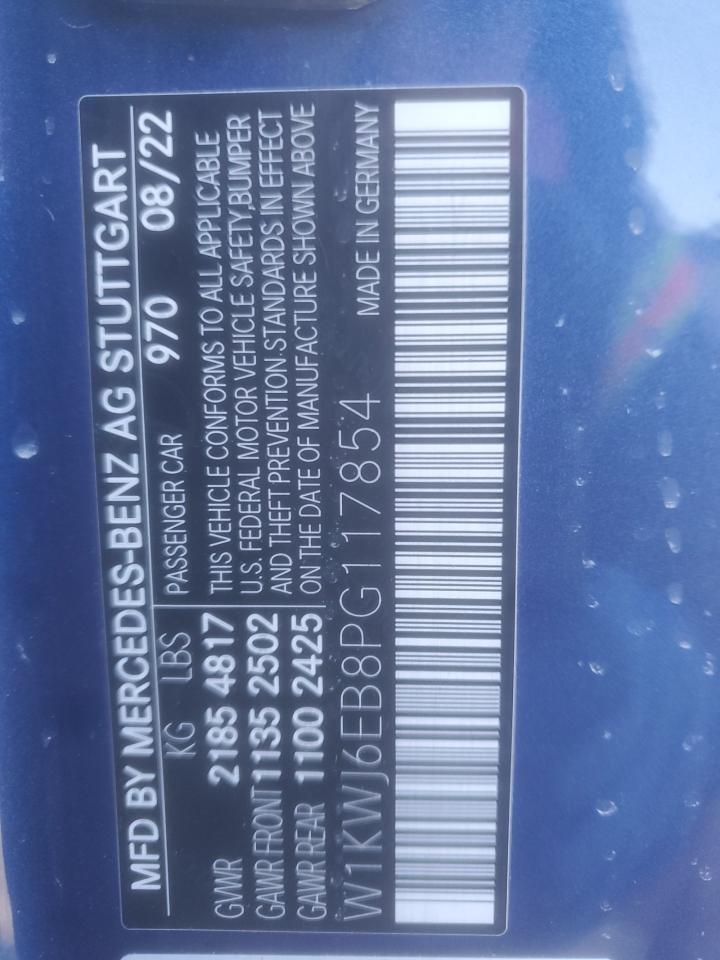 MFD BY MERCEDES-BENZ AG STUTTGART
KG LBS PASSENGER CAR 970 08/22
GVWR 2185 4817
GAWR FRONT 1135 2502
GAWR REAR 1100 2425
THIS VEHICLE CONFORMS TO ALL APPLICABLE
U.S. FEDERAL MOTOR VEHICLE SAFETY,BUMPER
AND THEFT PREVENTION STANDARDS IN EFFECT
ON THE DATE OF MANUFACTURE SHOWN ABOVE
W1KWJ6EB8PG117854 MADE IN GERMANY